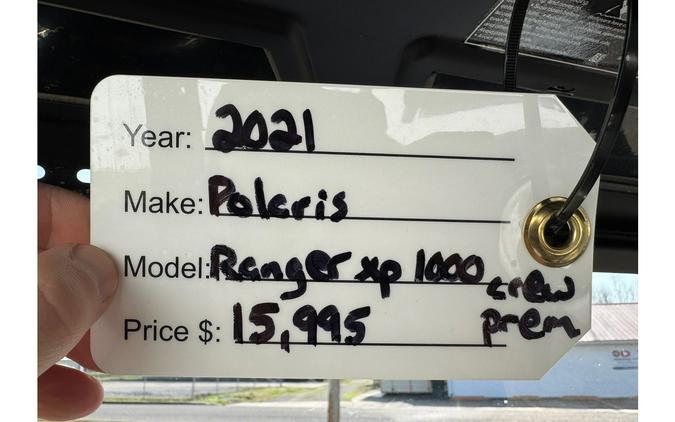 Year: 2021
Make: Polaris
Model: Ranger xp 1000 crew
Price $: 15,995 prem